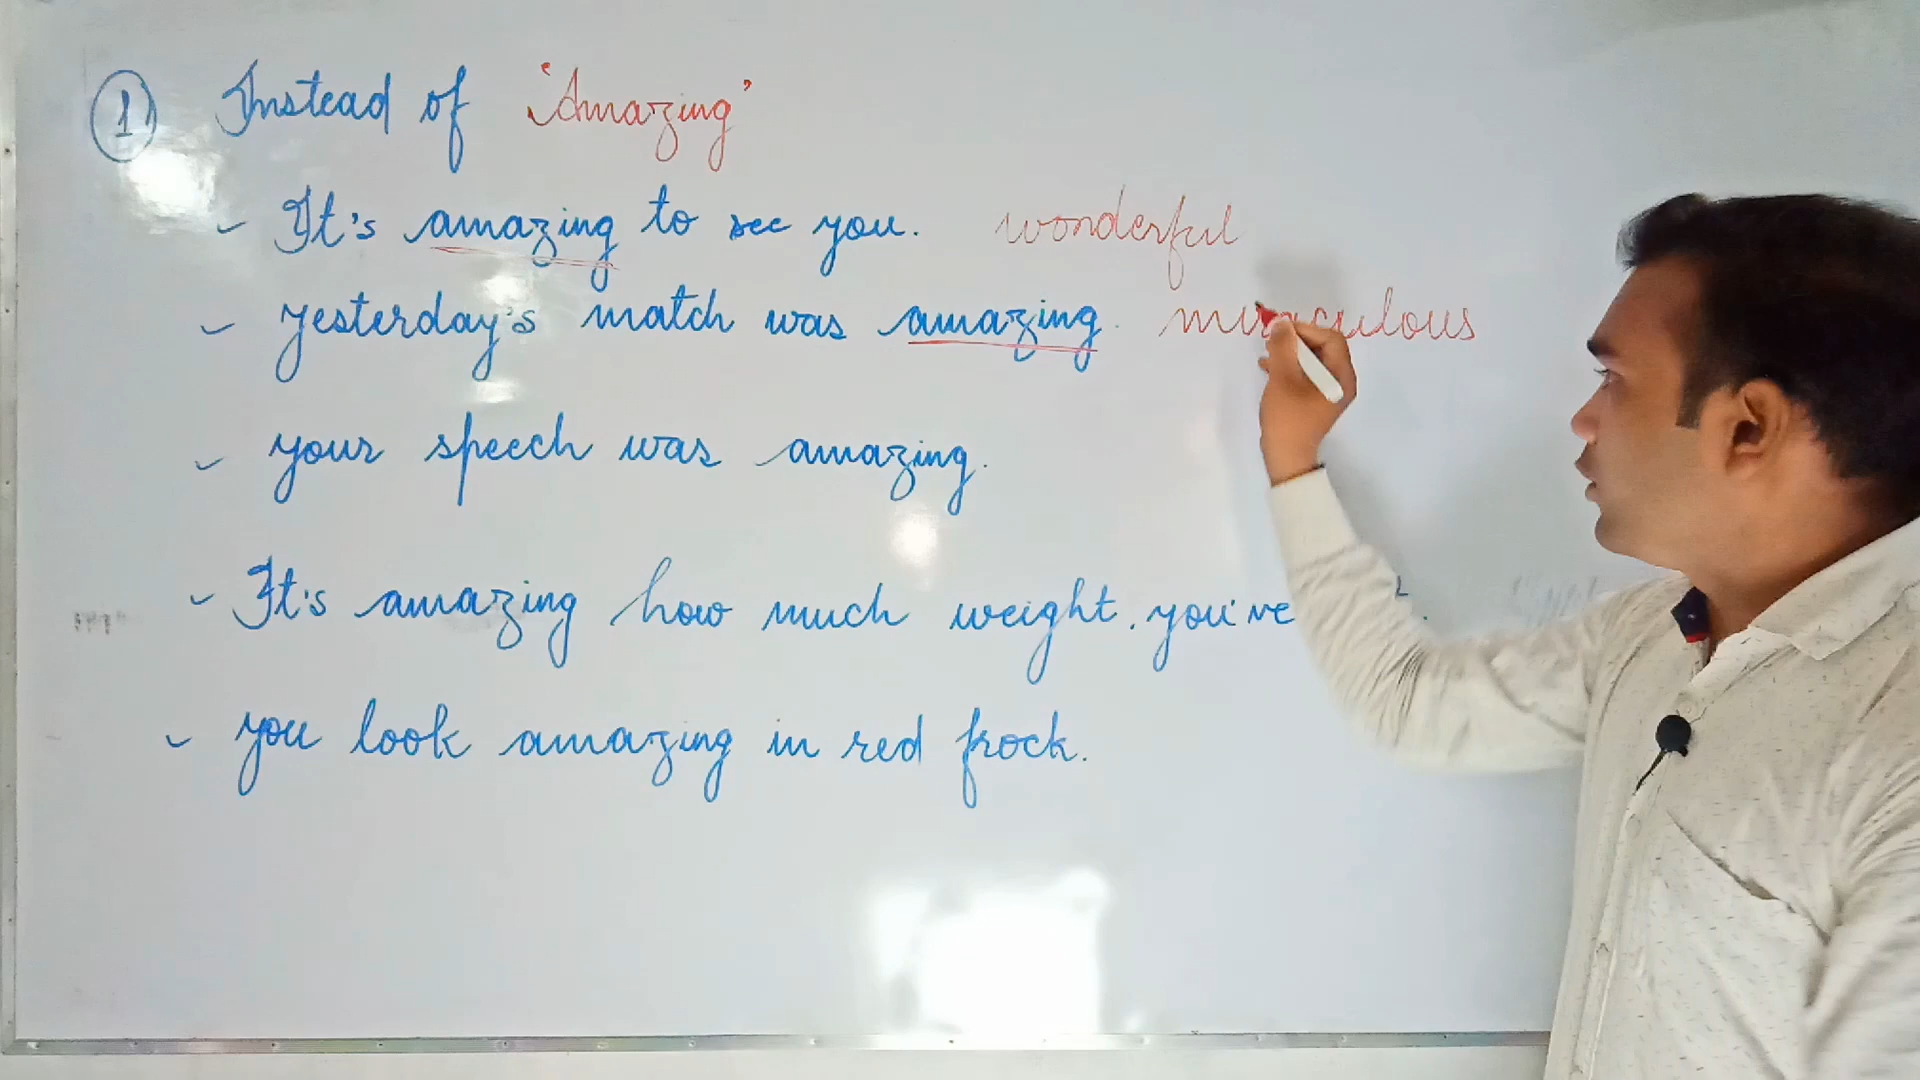 1 Instead of 'Amazing'
- It's amazing to see you. wonderful
- yesterday's match was amazing. miraculous
- your speech was amazing.
- It's amazing how much weight. you've
- you look amazing in red frock.